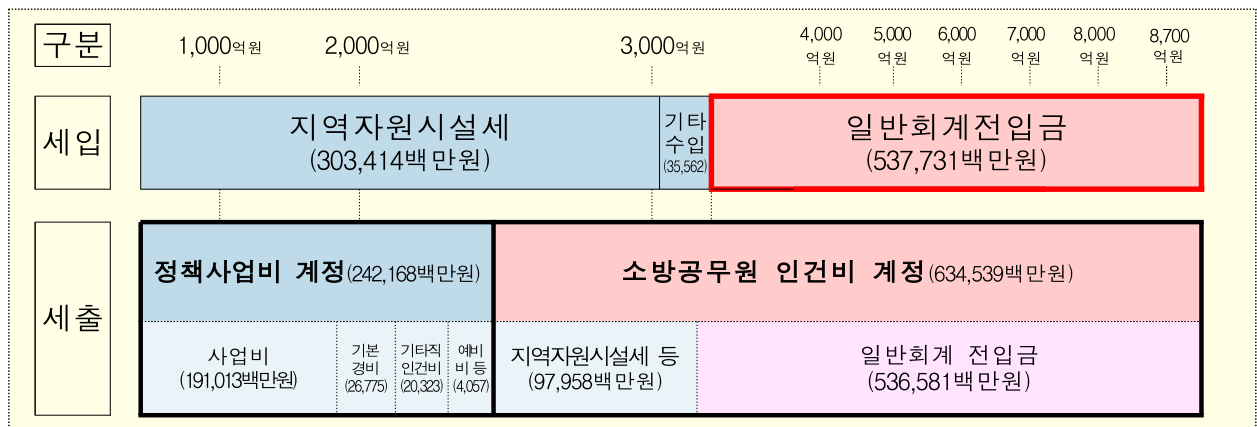 구분
1,000억원 2,000억원 3,000억원 4,000 5,000 6,000 7,000 8,000 8,700
억원 억원 억원 억원 억원 억원
세입
지역자원시설세
(303,414백만원)
기타
수입
(35,562)
일반회계전입금
(537,731백만원)
세출
정책사업비 계정(242,168백만원)
소방공무원 인건비 계정(634,539백만원)
사업비
(191,013백만원)
기본
경비
(26,775)
기타직
인건비
(20,323)
예비
비 등
(4,057)
지역자원시설세 등
(97,958백만원)
일반회계 전입금
(536,581백만원)